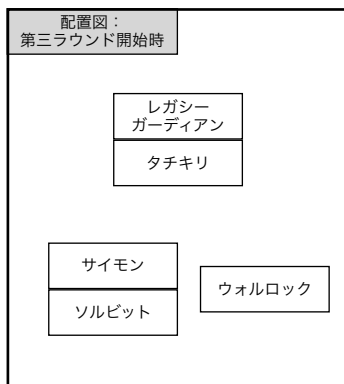 配置図：
第三ラウンド開始時
レガシー
ガーディアン
タチキリ
サイモン
ソルビット
ウォルロック